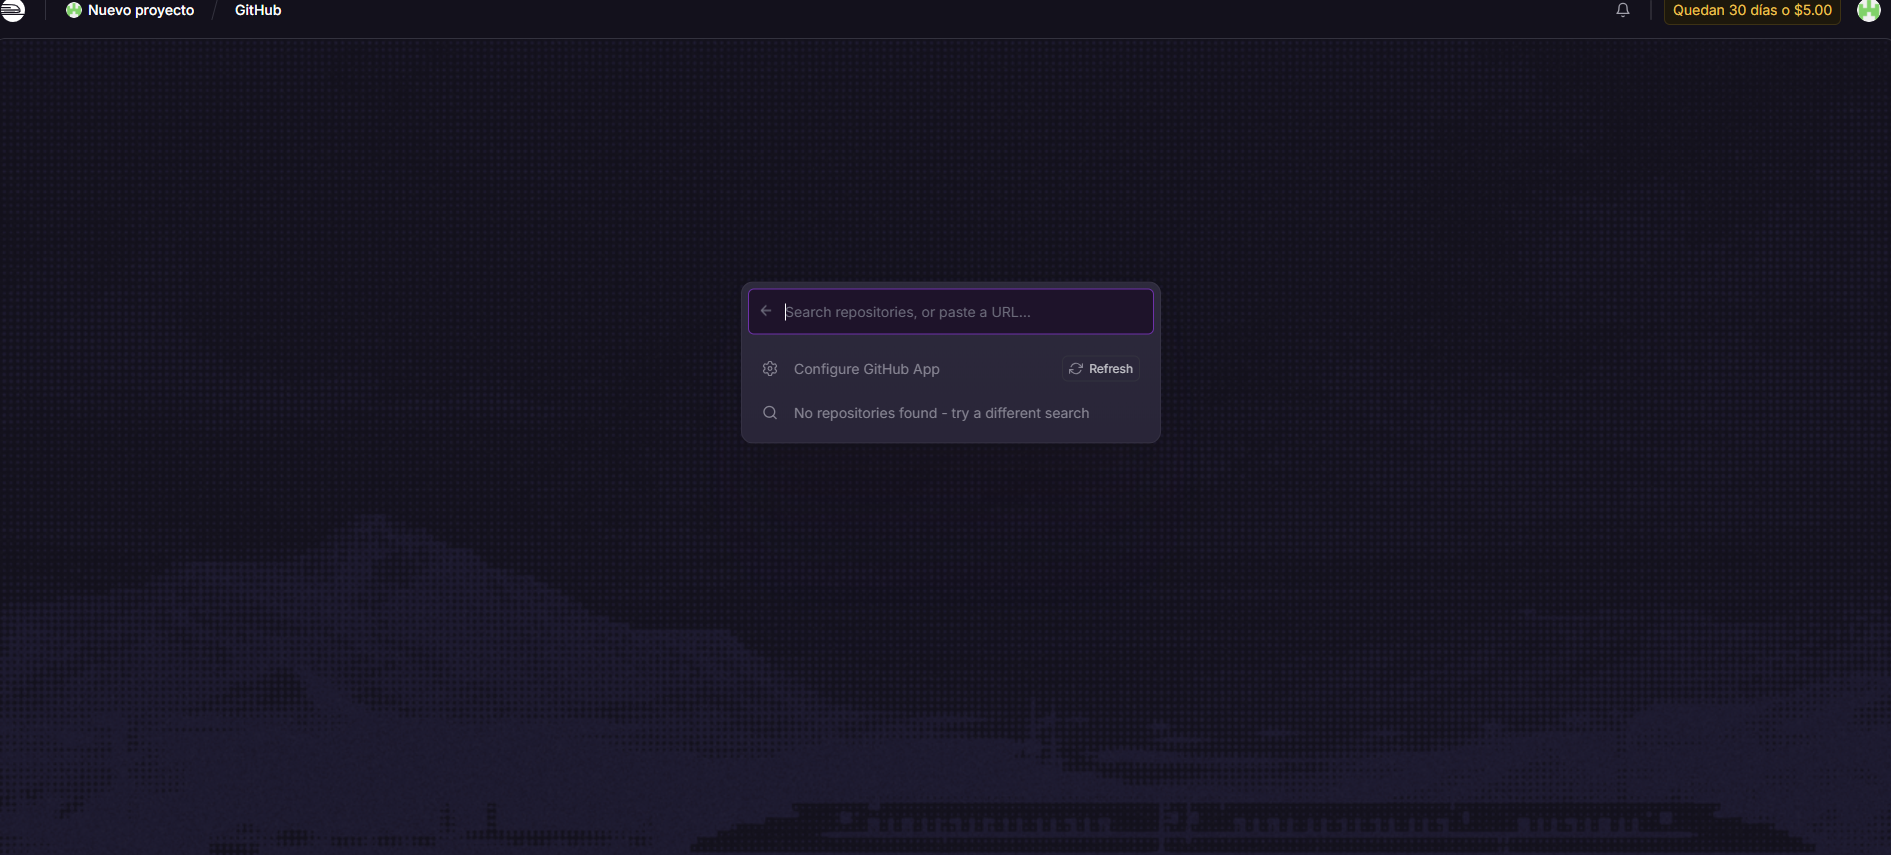 Nuevo proyecto / GitHub
Quedan 30 días o $5.00
Search repositories, or paste a URL...
Configure GitHub App
Refresh
No repositories found - try a different search